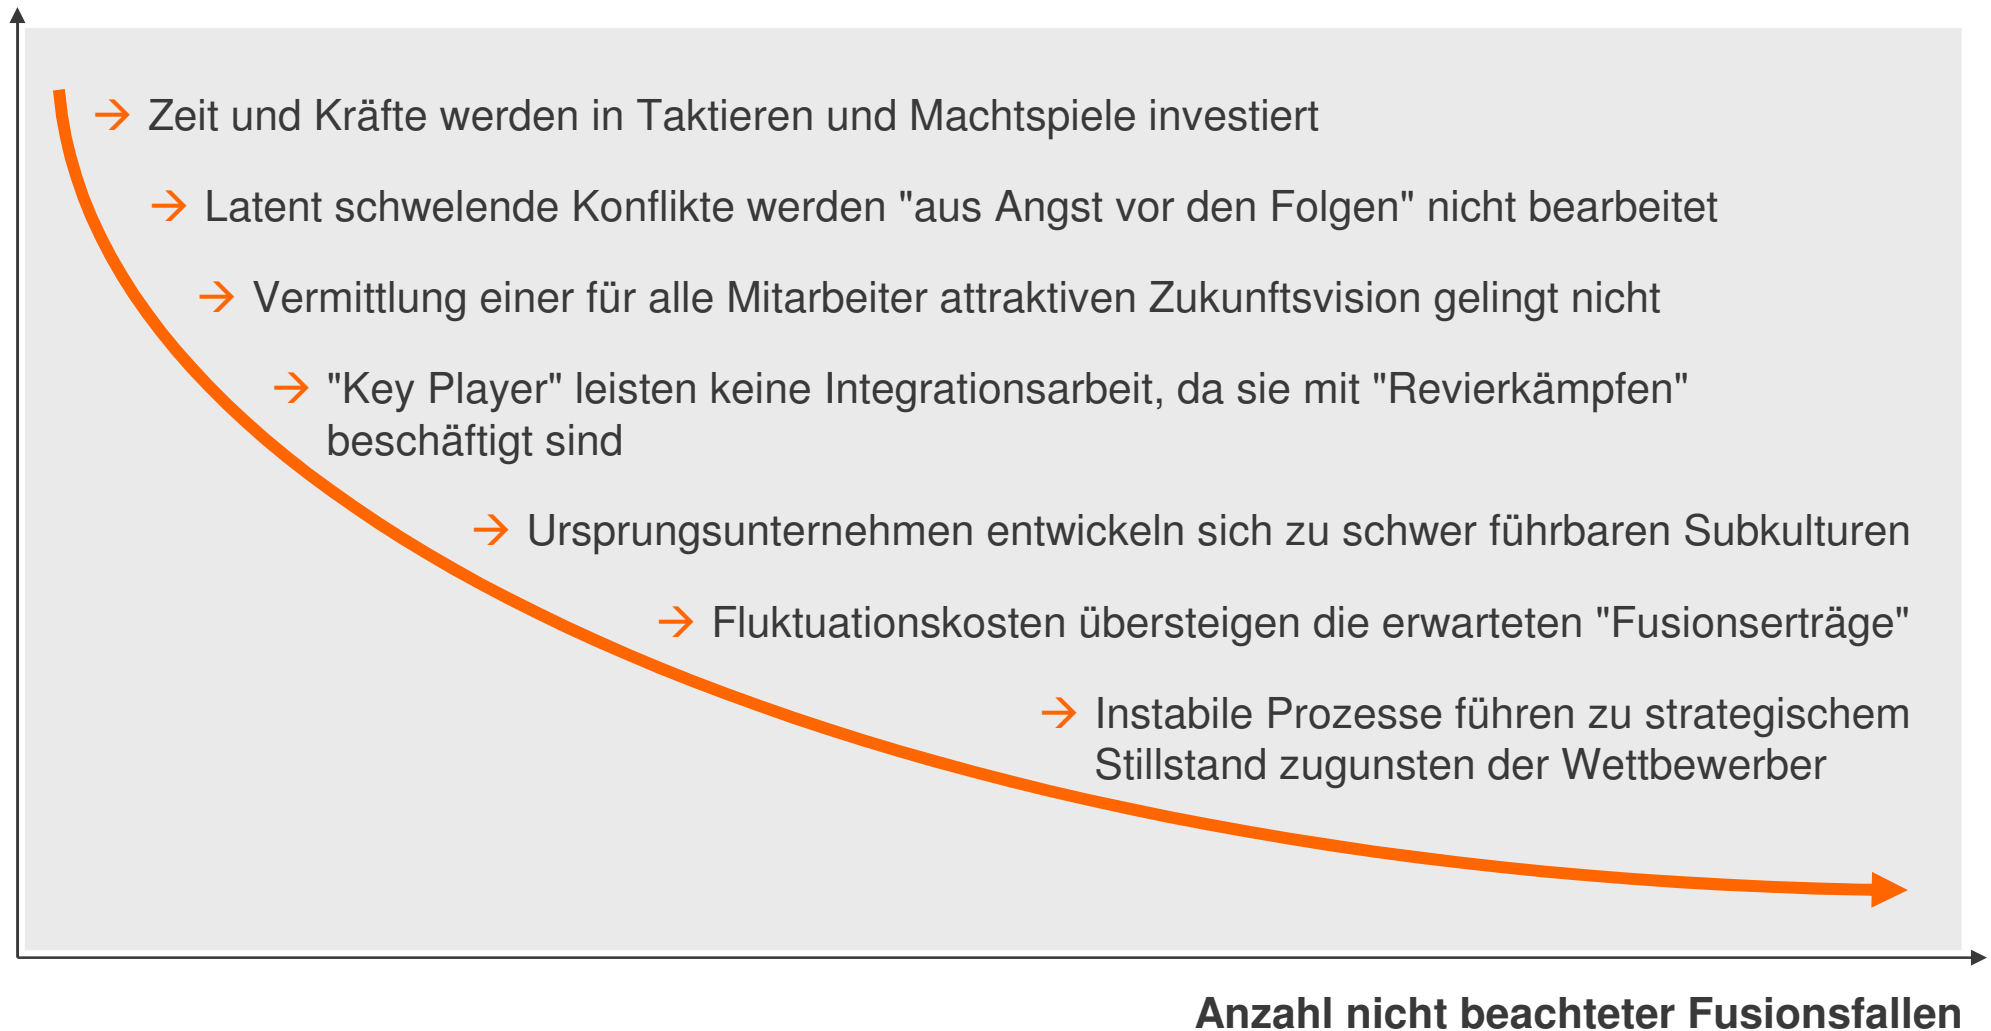 → Zeit und Kräfte werden in Taktieren und Machtspiele investiert
→ Latent schwelende Konflikte werden "aus Angst vor den Folgen" nicht bearbeitet
→ Vermittlung einer für alle Mitarbeiter attraktiven Zukunftsvision gelingt nicht
→ "Key Player" leisten keine Integrationsarbeit, da sie mit "Revierkämpfen"
beschäftigt sind
→ Ursprungsunternehmen entwickeln sich zu schwer führbaren Subkulturen
→ Fluktuationskosten übersteigen die erwarteten "Fusionserträge"
→ Instabile Prozesse führen zu strategischem
Stillstand zugunsten der Wettbewerber
Anzahl nicht beachteter Fusionsfallen